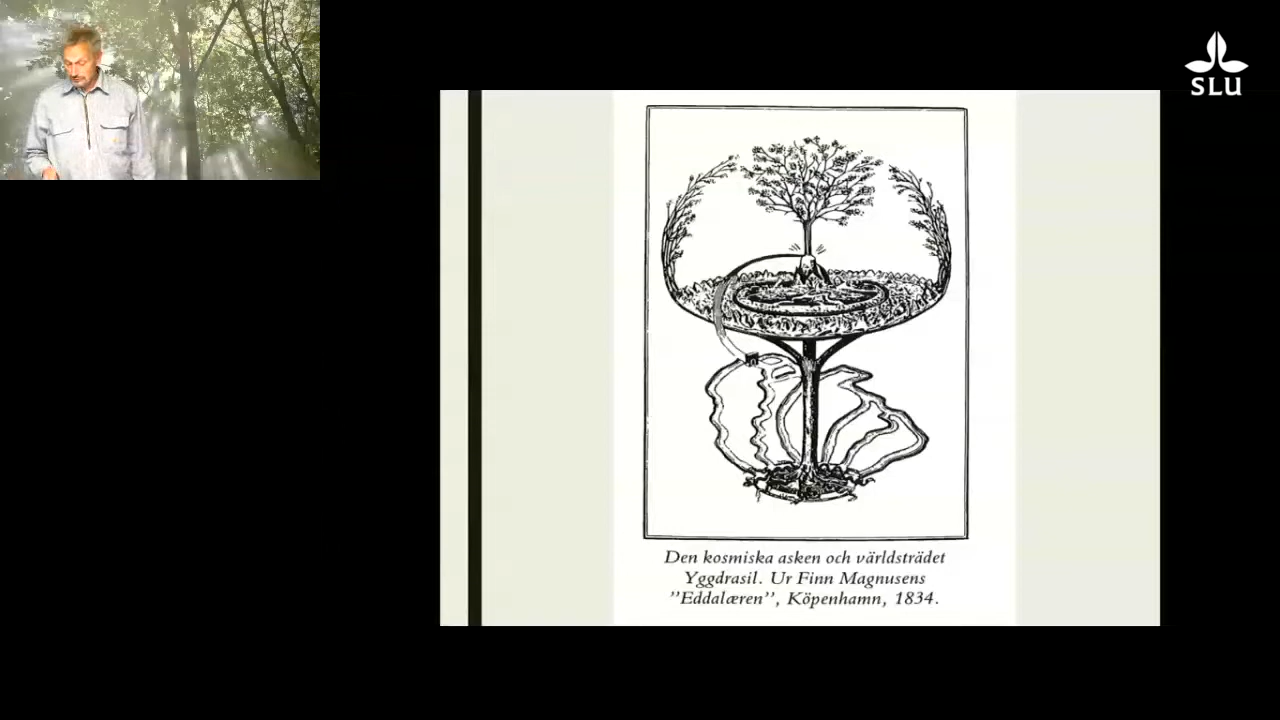 SLU
Den kosmiska asken och världsträdet
Yggdrasil. Ur Finn Magnusens
”Eddalæren”, Köpenhamn, 1834.